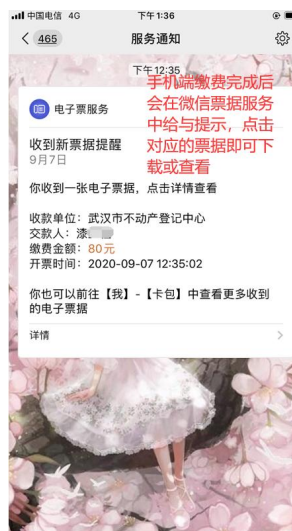 中国电信 4G 下午1:36
465 服务通知
下午12:35
手机端缴费完成后
会在微信票据服务
中给与提示，点击
对应的票据即可下
载或查看
电子票服务
收到新票据提醒
9月7日
你收到一张电子票据，点击详情查看
收款单位：武汉市不动产登记中心
交款人：漆
缴费金额：80元
开票时间：2020-09-07 12:35:02
你也可以前往【我】-【卡包】中查看更多收到
的电子票据
详情